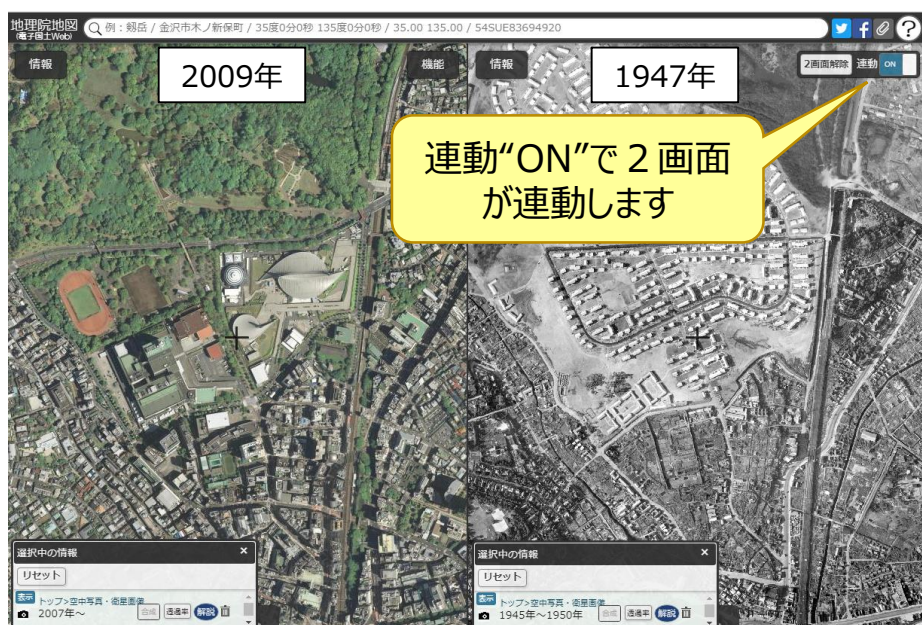 地理院地図
(電子国土Web)
例：剱岳 / 金沢市木ノ新保町 / 35度0分0秒 135度0分0秒 / 35.00 135.00 / 54SUE83694920
情報
2009年
機能
情報
1947年
2画面解除 連動 ON
連動“ON”で２画面
が連動します
選択中の情報 ×
リセット
表示 トップ>空中写真・衛星画像
2007年～ 合成 透過率 解説
選択中の情報 ×
リセット
表示 トップ>空中写真・衛星画像
1945年～1950年 合成 透過率 解説